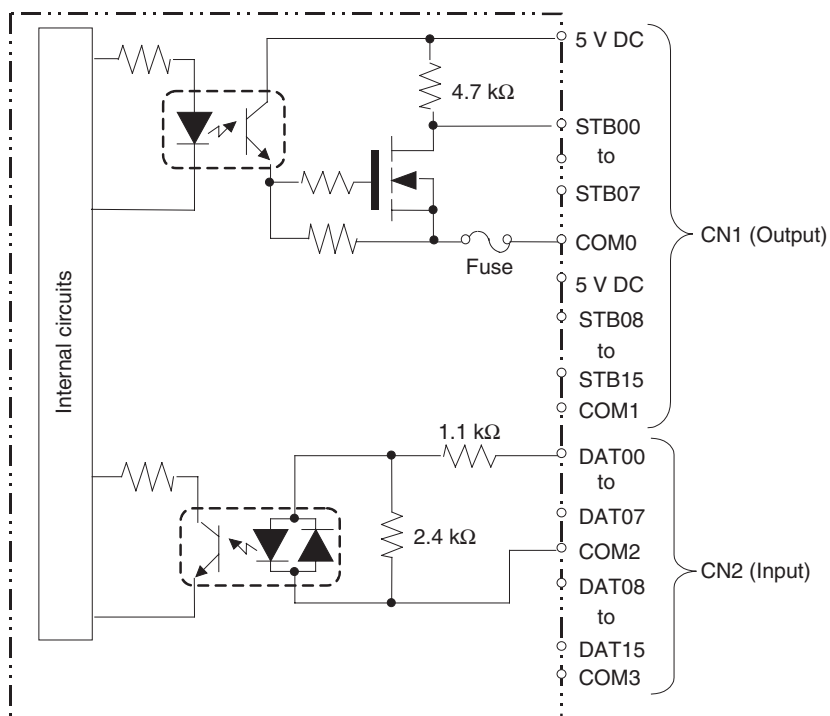 5 V DC
4.7 kΩ
STB00
to
STB07
COM0
Fuse
CN1 (Output)
5 V DC
STB08
to
STB15
COM1
Internal circuits
1.1 kΩ
DAT00
to
DAT07
2.4 kΩ
COM2
CN2 (Input)
DAT08
to
DAT15
COM3